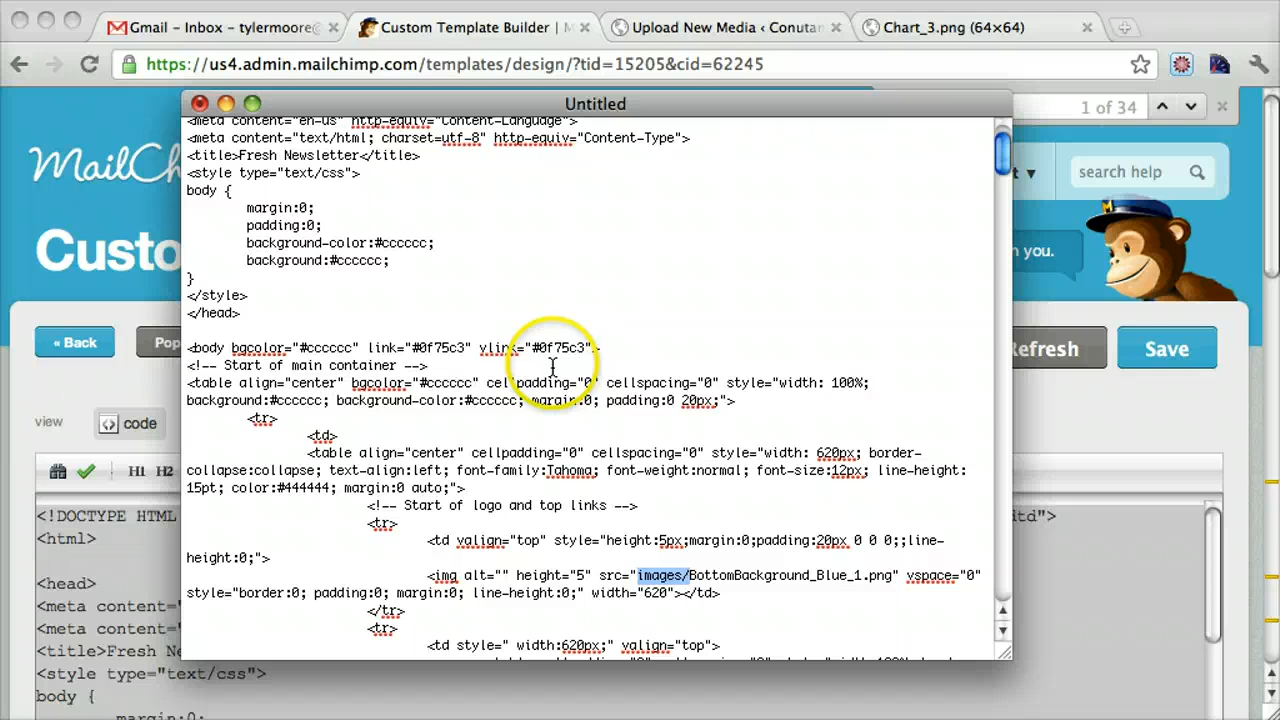 Gmail – Inbox – tylermoore@
Custom Template Builder | M
Upload New Media ‹ Conutan
Chart_3.png (64×64)
https://us4.admin.mailchimp.com/templates/design/?tid=15205&cid=62245
Untitled
1 of 34
MailCh
search help
Custo
n you.
« Back
Pop
Refresh
Save
view
code
H1 H2
<meta content="en-us" http-equiv="Content-Language">
<meta content="text/html; charset=utf-8" http-equiv="Content-Type">
<title>Fresh Newsletter</title>
<style type="text/css">
body {
margin:0;
padding:0;
background-color:#cccccc;
background:#cccccc;
}
</style>
</head>
<body bgcolor="#cccccc" link="#0f75c3" vlink="#0f75c3">
<!-- Start of main container -->
<table align="center" bgcolor="#cccccc" cellpadding="0" cellspacing="0" style="width: 100%;
background:#cccccc; background-color:#cccccc; margin:0; padding:0 20px;">
<tr>
<td>
<table align="center" cellpadding="0" cellspacing="0" style="width: 620px; border-
collapse:collapse; text-align:left; font-family:Tahoma; font-weight:normal; font-size:12px; line-height:
15pt; color:#444444; margin:0 auto;">
<!-- Start of logo and top links -->
<tr>
<td valign="top" style="height:5px;margin:0;padding:20px 0 0 0;;line-
height:0;">
<img alt="" height="5" src="images/BottomBackground_Blue_1.png" vspace="0"
style="border:0; padding:0; margin:0; line-height:0;" width="620"></td>
</tr>
<tr>
<td style=" width:620px;" valign="top">
<!DOCTYPE HTML
td">
<html>
<head>
<meta content=
<meta content=
<title>Fresh Ne
<style type="text/css">
body {
margin:0;